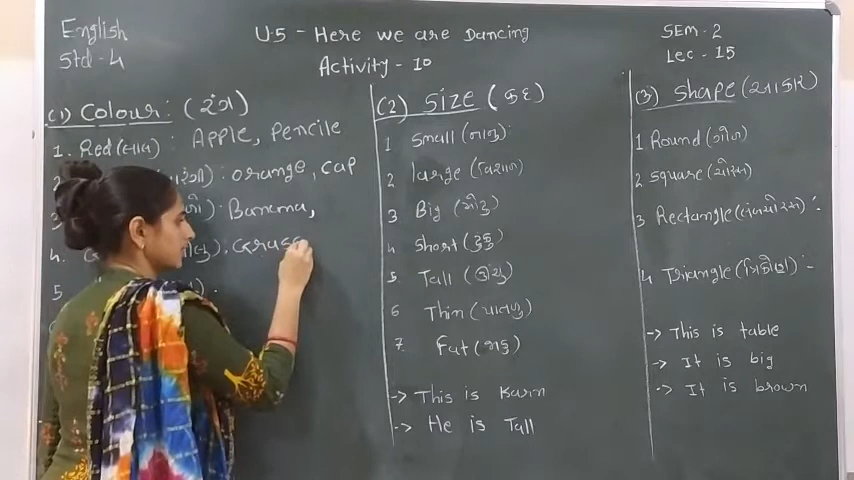 English
Std - 4
U.5 - Here we are Dancing
Activity - 10
SEM - 2
Lec - 15
(1) Colour : (રંગ)
1. Red (લાલ) : Apple, Pencile
: orange, cap
: Banana,
4.
5
(2) Size (કદ)
1 Small (નાનું)
2 large (વિશાળ)
3 Big (મોટું)
4 Short (ટૂંકું)
5. Tall (ઊંચું)
6 Thin (પાતળું)
7. Fat (જાડું)
-> This is Karin
-> He is Tall
(3) Shape (આકાર)
1 Round (ગોળ)
2 Square (ચોરસ)
3 Rectangle (લંબચોરસ) :-
4 Triangle (ત્રિકોણ) :-
-> This is table
-> It is big
-> It is brown